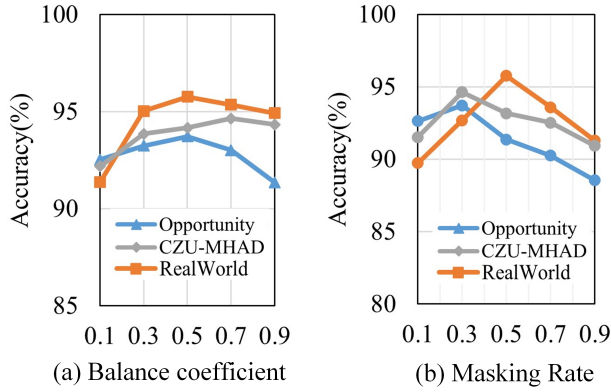 100
95
90
85
Accuracy(%)
Opportunity
CZU-MHAD
RealWorld
0.1 0.3 0.5 0.7 0.9
(a) Balance coefficient
100
95
90
85
80
Accuracy(%)
Opportunity
CZU-MHAD
RealWorld
0.1 0.3 0.5 0.7 0.9
(b) Masking Rate